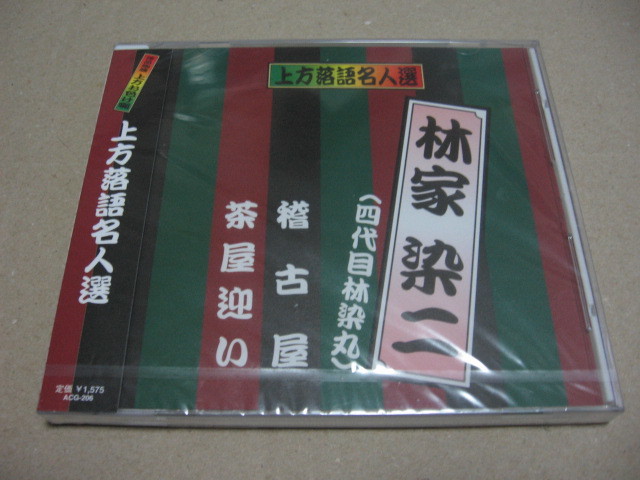 上方落語名人選
林家 染二
(四代目林染丸)
稽古屋
茶屋迎い
上方落語名人選
定価 ¥1,575
ACG-206